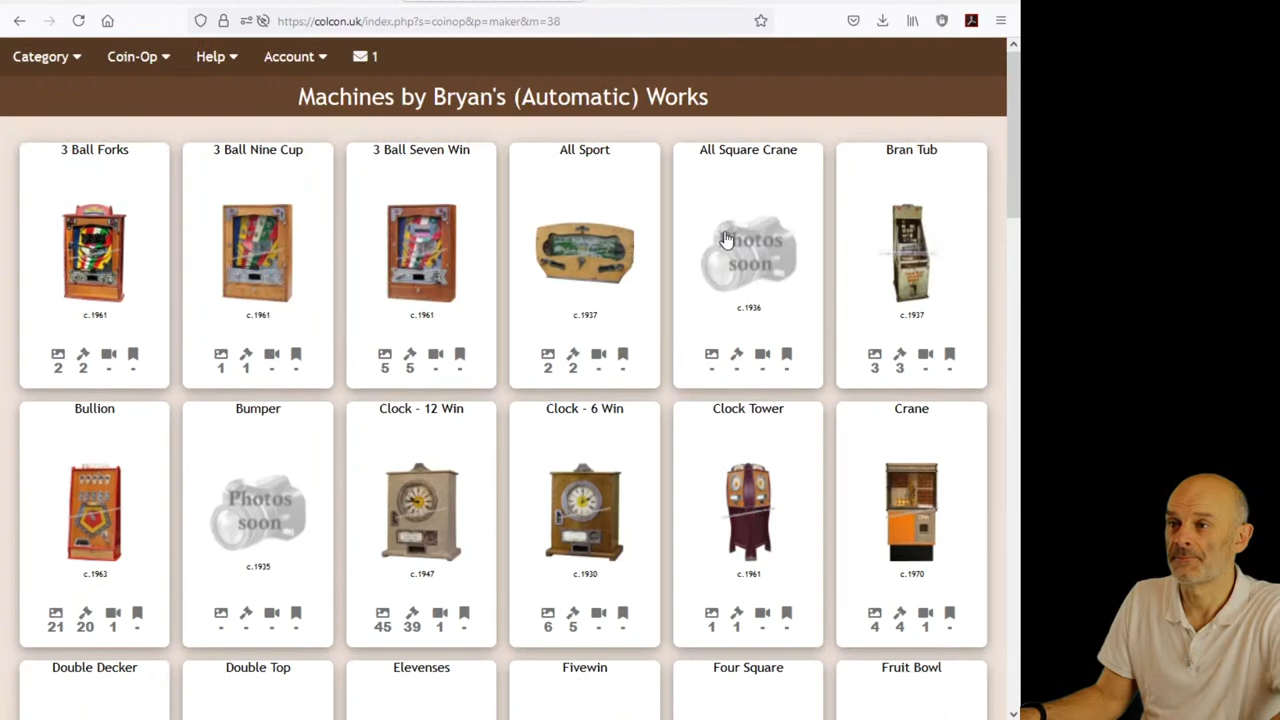 https://colcon.uk/index.php?s=coinop&p=maker&m=38
Category Coin-Op Help Account 1
Machines by Bryan's (Automatic) Works
3 Ball Forks
c.1961
2 2 - -
3 Ball Nine Cup
c.1961
1 1 - -
3 Ball Seven Win
c.1961
5 5 - -
All Sport
c.1937
2 2 - -
All Square Crane
Photos
soon
c.1936
- - - -
Bran Tub
c.1937
3 3 - -
Bullion
c.1963
21 20 1 -
Bumper
Photos
soon
c.1935
- - - -
Clock - 12 Win
c.1947
45 39 1 -
Clock - 6 Win
c.1930
6 5 - -
Clock Tower
c.1961
1 1 - -
Crane
c.1970
4 4 1 -
Double Decker
Double Top
Elevenses
Fivewin
Four Square
Fruit Bowl